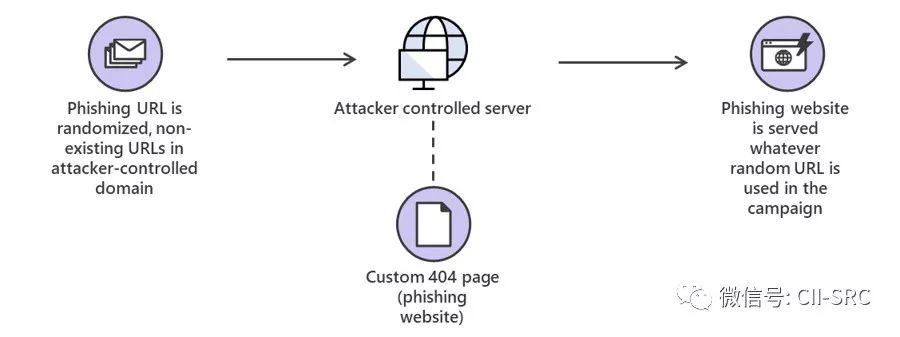 Phishing URL is
randomized, non-
existing URLs in
attacker-controlled
domain
Attacker controlled server
Custom 404 page
(phishing
website)
Phishing website
is served
whatever
random URL is
used in the
campaign
微信号: CII-SRC